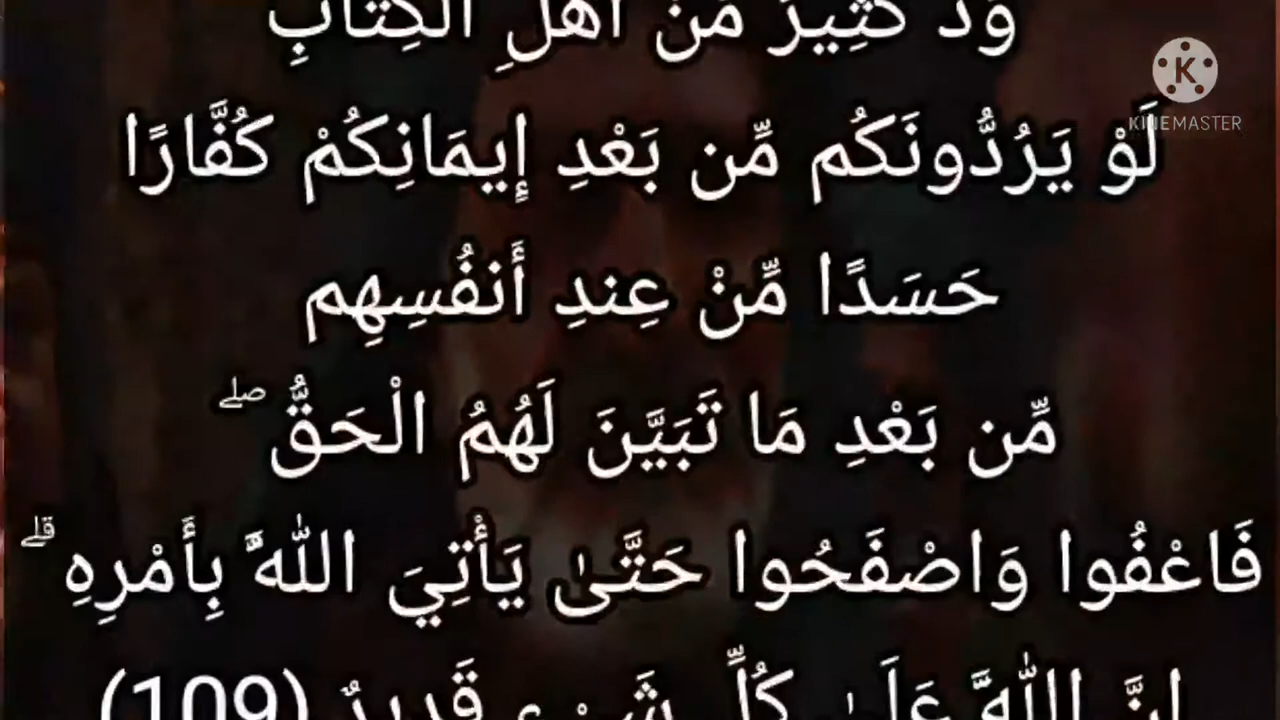 وَدَّ كَثِيرٌ مِّنْ أَهْلِ الْكِتَابِ
K
KINEMASTER
لَوْ يَرُدُّونَكُم مِّن بَعْدِ إِيمَانِكُمْ كُفَّارًا
حَسَدًا مِّنْ عِندِ أَنفُسِهِم
مِّن بَعْدِ مَا تَبَيَّنَ لَهُمُ الْحَقُّ ۖ
فَاعْفُوا وَاصْفَحُوا حَتَّىٰ يَأْتِيَ اللَّهُ بِأَمْرِهِ ۗ
إِنَّ اللَّهَ عَلَىٰ كُلِّ شَيْءٍ قَدِيرٌ (109)